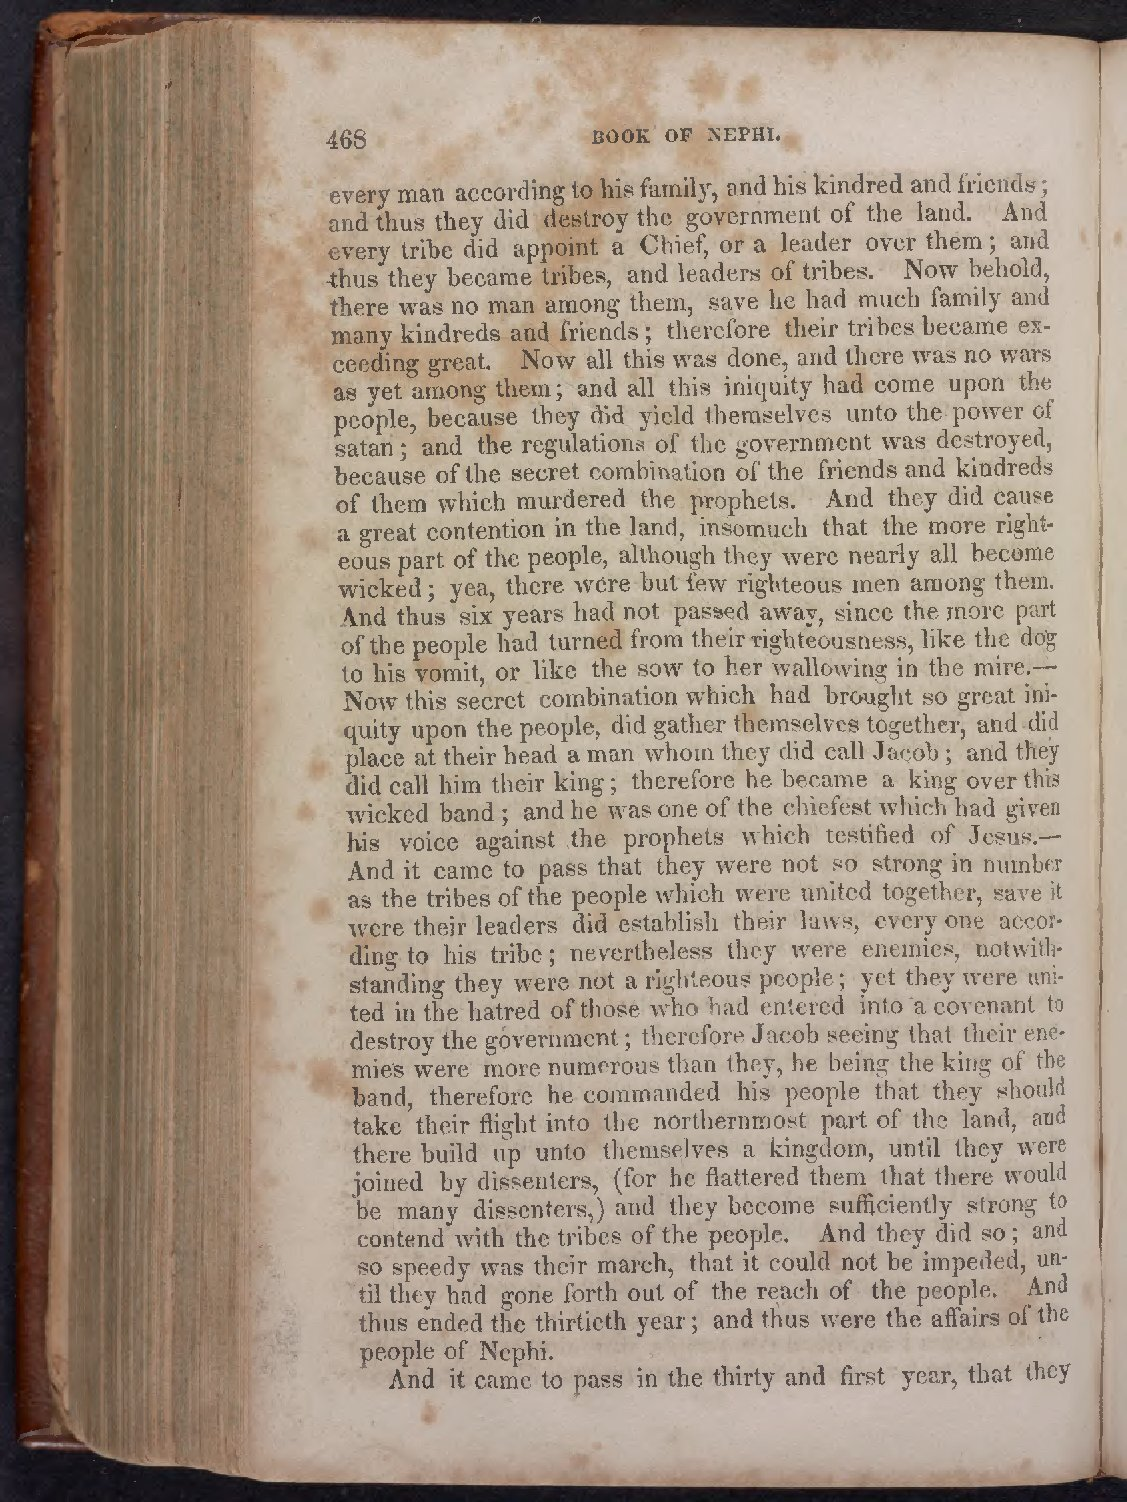 468 BOOK OF NEPHI.
every man according to his family, and his kindred and friends;
and thus they did destroy the government of the land. And
every tribe did appoint a Chief, or a leader over them; and
thus they became tribes, and leaders of tribes. Now behold,
there was no man among them, save he had much family and
many kindreds and friends; therefore their tribes became ex-
ceeding great. Now all this was done, and there was no wars
as yet among them; and all this iniquity had come upon the
people, because they did yield themselves unto the power of
satan; and the regulations of the government was destroyed,
because of the secret combination of the friends and kindreds
of them which murdered the prophets. And they did cause
a great contention in the land, insomuch that the more right-
eous part of the people, although they were nearly all become
wicked; yea, there were but few righteous men among them.
And thus six years had not passed away, since the more part
of the people had turned from their righteousness, like the dog
to his vomit, or like the sow to her wallowing in the mire.—
Now this secret combination which had brought so great ini-
quity upon the people, did gather themselves together, and did
place at their head a man whom they did call Jacob; and they
did call him their king; therefore he became a king over this
wicked band; and he was one of the chiefest which had given
his voice against the prophets which testified of Jesus.—
And it came to pass that they were not so strong in number
as the tribes of the people which were united together, save it
were their leaders did establish their laws, every one accor-
ding to his tribe; nevertheless they were enemies, notwith-
standing they were not a righteous people; yet they were uni-
ted in the hatred of those who had entered into a covenant to
destroy the government; therefore Jacob seeing that their ene-
mies were more numerous than they, he being the king of the
band, therefore he commanded his people that they should
take their flight into the northernmost part of the land, and
there build up unto themselves a kingdom, until they were
joined by dissenters, (for he flattered them that there would
be many dissenters,) and they become sufficiently strong to
contend with the tribes of the people. And they did so; and
so speedy was their march, that it could not be impeded, un-
til they had gone forth out of the reach of the people. And
thus ended the thirtieth year; and thus were the affairs of the
people of Nephi.
And it came to pass in the thirty and first year, that they